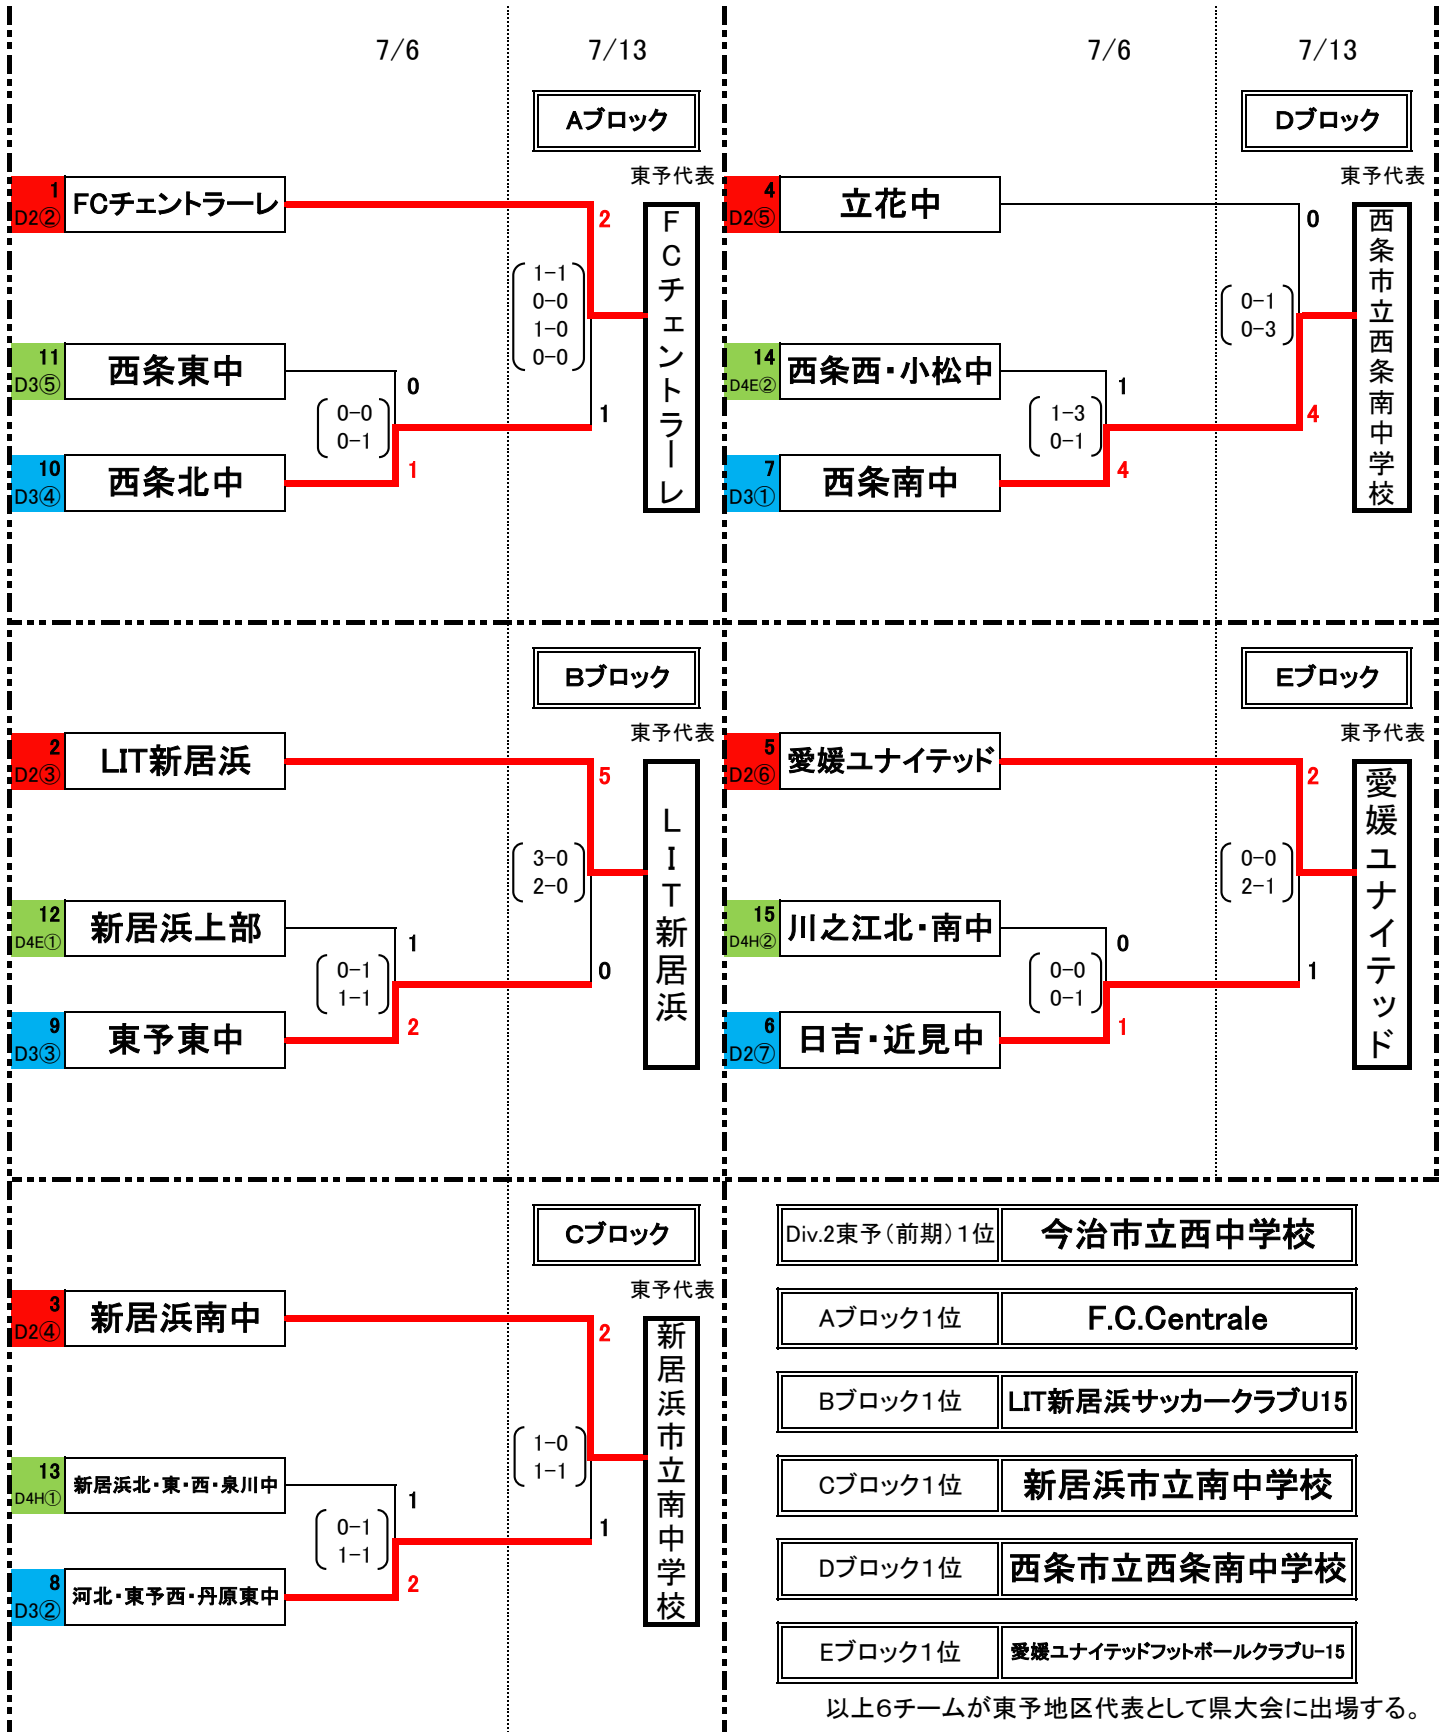 7/6
7/13
Aブロック
東予代表
1
D2②
FCチェントラーレ
2
1-1
0-0
1-0
0-0
FCチェントラーレ
11
D3⑤
西条東中
0
0-0
0-1
1
10
D3④
西条北中
1
7/6
7/13
Dブロック
東予代表
4
D2⑤
立花中
0
0-1
0-3
西条市立西条南中学校
14
D4E②
西条西・小松中
1
1-3
0-1
4
7
D3①
西条南中
4
Bブロック
東予代表
2
D2③
LIT新居浜
5
3-0
2-0
LIT新居浜
12
D4E①
新居浜上部
1
0-1
1-1
0
9
D3③
東予東中
2
Eブロック
東予代表
5
D2⑥
愛媛ユナイテッド
2
0-0
2-1
愛媛ユナイテッド
15
D4H②
川之江北・南中
0
0-0
0-1
1
6
D2⑦
日吉・近見中
1
Cブロック
東予代表
3
D2④
新居浜南中
2
1-0
1-1
新居浜市立南中学校
13
D4H①
新居浜北・東・西・泉川中
1
0-1
1-1
1
8
D3②
河北・東予西・丹原東中
2
Div.2東予(前期)1位 今治市立西中学校
Aブロック1位 F.C.Centrale
Bブロック1位 LIT新居浜サッカークラブU15
Cブロック1位 新居浜市立南中学校
Dブロック1位 西条市立西条南中学校
Eブロック1位 愛媛ユナイテッドフットボールクラブU-15
以上6チームが東予地区代表として県大会に出場する。